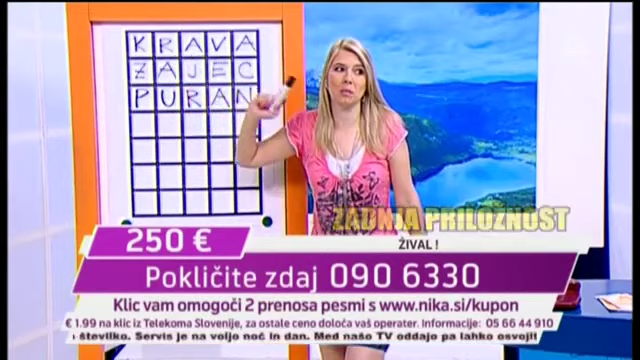 KRAVA
ZAJEC
PURAN
ZADNJA PRILOŽNOST
250 €
ŽIVAL !
Pokličite zdaj 090 6330
Klic vam omogoči 2 prenosa pesmi s www.nika.si/kupon
€ 1.99 na klic iz Telekoma Slovenije, za ostale ceno določa vaš operater. Informacije: 05 66 44 910
o številko. Servis je na voljo noč in dan. Med našo TV oddajo pa lahko osvoji!